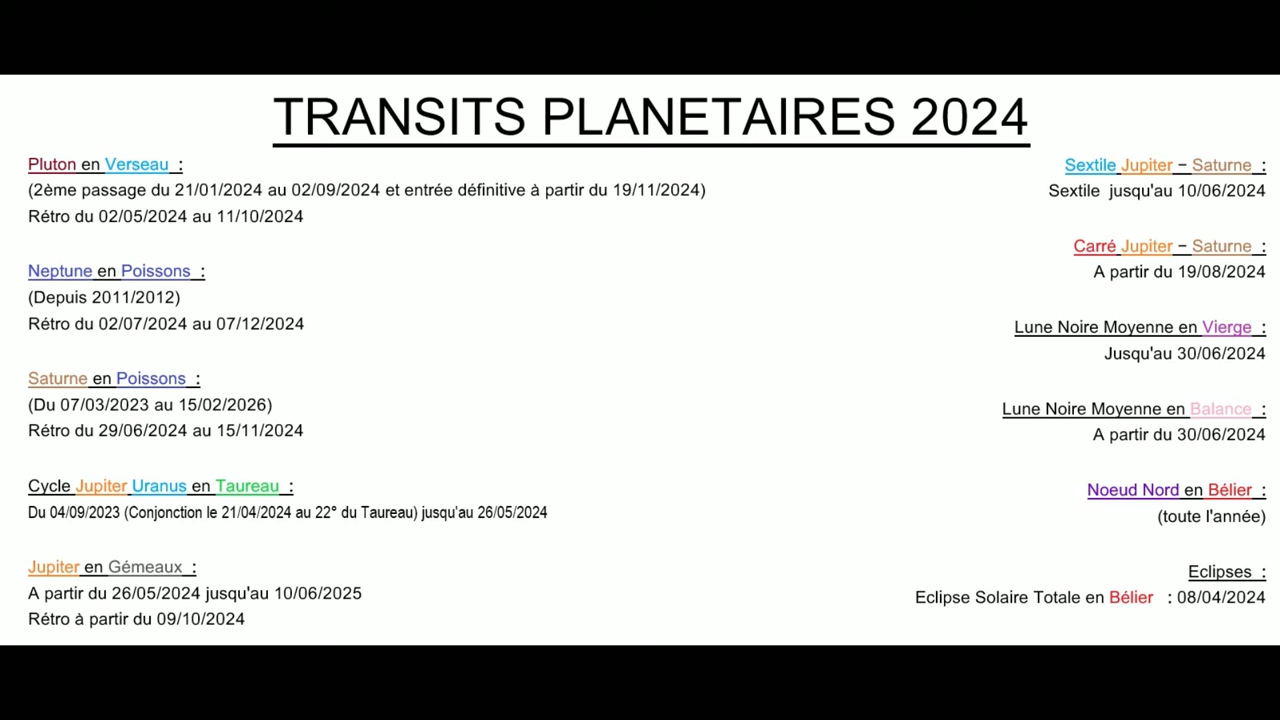 TRANSITS PLANETAIRES 2024
Pluton en Verseau :
(2ème passage du 21/01/2024 au 02/09/2024 et entrée définitive à partir du 19/11/2024)
Rétro du 02/05/2024 au 11/10/2024
Neptune en Poissons :
(Depuis 2011/2012)
Rétro du 02/07/2024 au 07/12/2024
Saturne en Poissons :
(Du 07/03/2023 au 15/02/2026)
Rétro du 29/06/2024 au 15/11/2024
Cycle Jupiter Uranus en Taureau :
Du 04/09/2023 (Conjonction le 21/04/2024 au 22° du Taureau) jusqu'au 26/05/2024
Jupiter en Gémeaux :
A partir du 26/05/2024 jusqu'au 10/06/2025
Rétro à partir du 09/10/2024
Sextile Jupiter – Saturne :
Sextile jusqu'au 10/06/2024
Carré Jupiter – Saturne :
A partir du 19/08/2024
Lune Noire Moyenne en Vierge :
Jusqu'au 30/06/2024
Lune Noire Moyenne en Balance :
A partir du 30/06/2024
Noeud Nord en Bélier :
(toute l'année)
Eclipses :
Eclipse Solaire Totale en Bélier : 08/04/2024